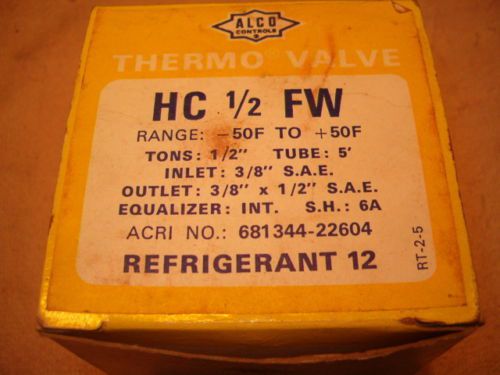 ALCO
CONTROLS
THERMO VALVE
HC 1/2 FW
RANGE: -50F TO +50F
TONS: 1/2" TUBE: 5'
INLET: 3/8" S.A.E.
OUTLET: 3/8" x 1/2" S.A.E.
EQUALIZER: INT. S.H.: 6A
ACRI NO.: 681344-22604
REFRIGERANT 12
RT-2-5